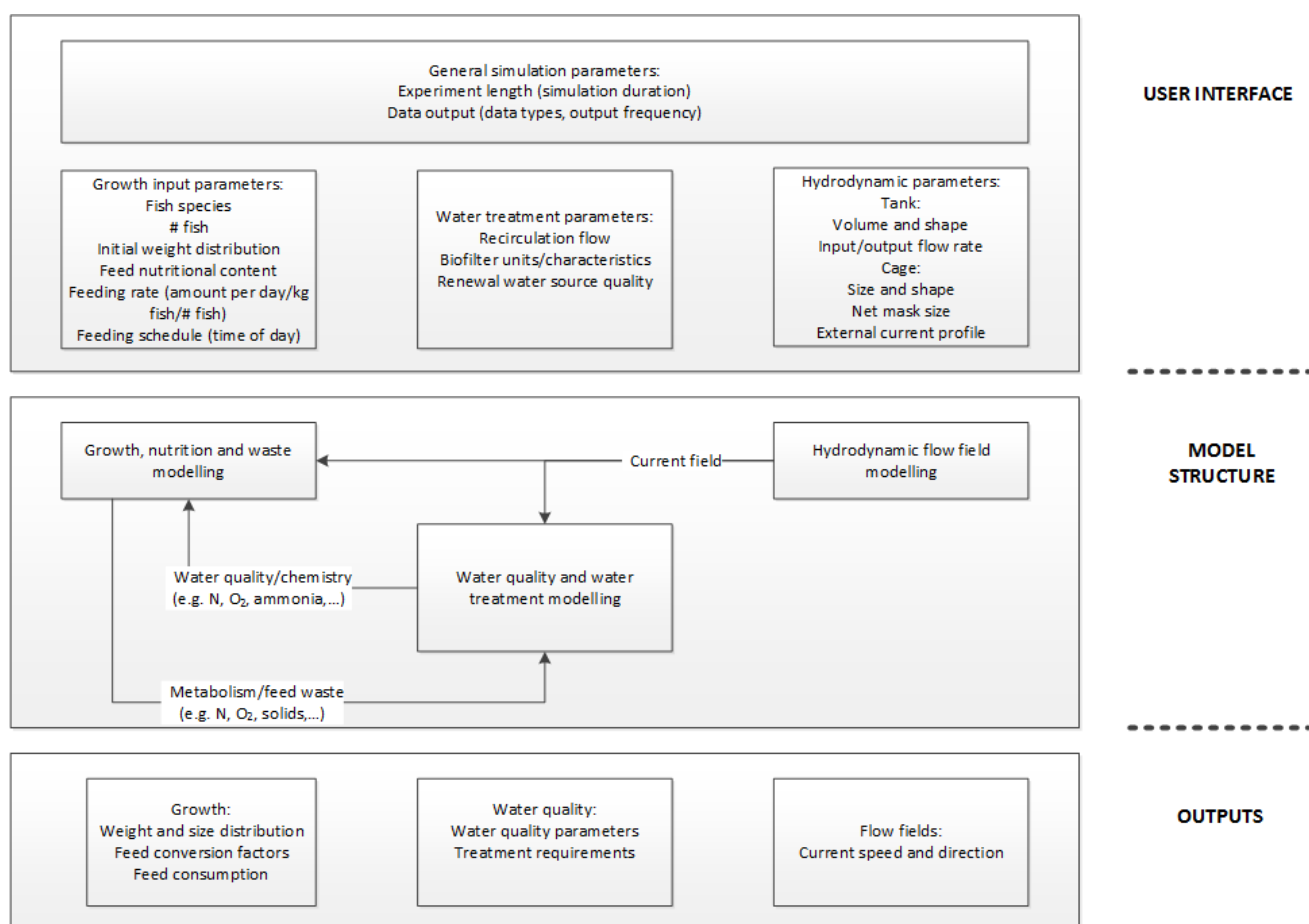 General simulation parameters:
Experiment length (simulation duration)
Data output (data types, output frequency)
USER INTERFACE
Growth input parameters:
Fish species
# fish
Initial weight distribution
Feed nutritional content
Feeding rate (amount per day/kg
fish/# fish)
Feeding schedule (time of day)
Water treatment parameters:
Recirculation flow
Biofilter units/characteristics
Renewal water source quality
Hydrodynamic parameters:
Tank:
Volume and shape
Input/output flow rate
Cage:
Size and shape
Net mask size
External current profile
Growth, nutrition and waste
modelling
Current field
Hydrodynamic flow field
modelling
MODEL
STRUCTURE
Water quality/chemistry
(e.g. N, O₂, ammonia,...)
Water quality and water
treatment modelling
Metabolism/feed waste
(e.g. N, O₂, solids,...)
Growth:
Weight and size distribution
Feed conversion factors
Feed consumption
Water quality:
Water quality parameters
Treatment requirements
Flow fields:
Current speed and direction
OUTPUTS